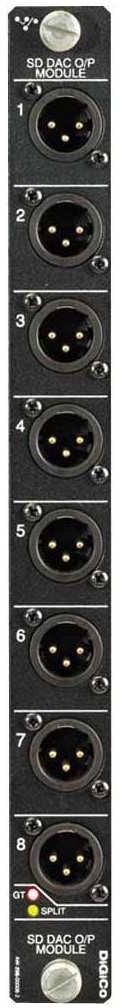 SD DAC O/P
MODULE
1
2
3
4
5
6
7
8
GT
SPLIT
SD DAC O/P
MODULE
DiGiCo